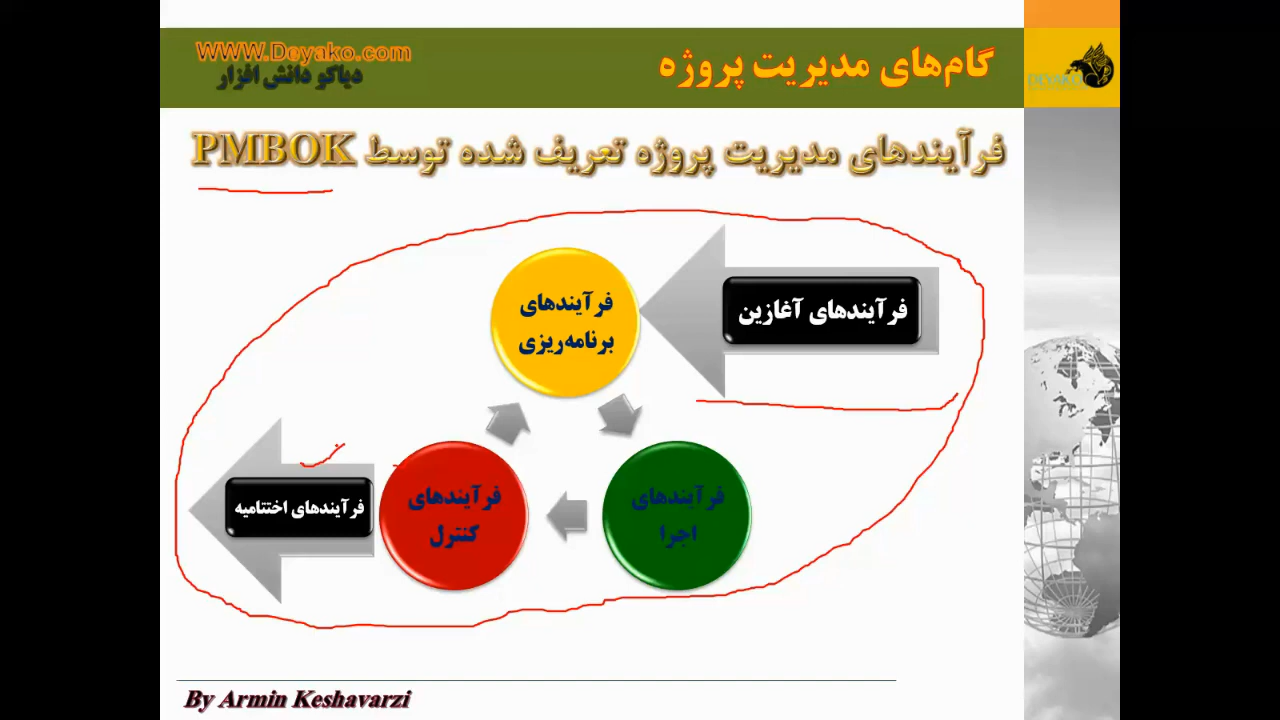 گام‌های مدیریت پروژه
WWW.Deyako.com
دیاکو دانش افزار
DEYAKO
فرآیندهای مدیریت پروژه تعریف شده توسط PMBOK
فرآیندهای آغازین
فرآیندهای
برنامه‌ریزی
فرآیندهای
اجرا
فرآیندهای
کنترل
فرآیندهای اختتامیه
By Armin Keshavarzi